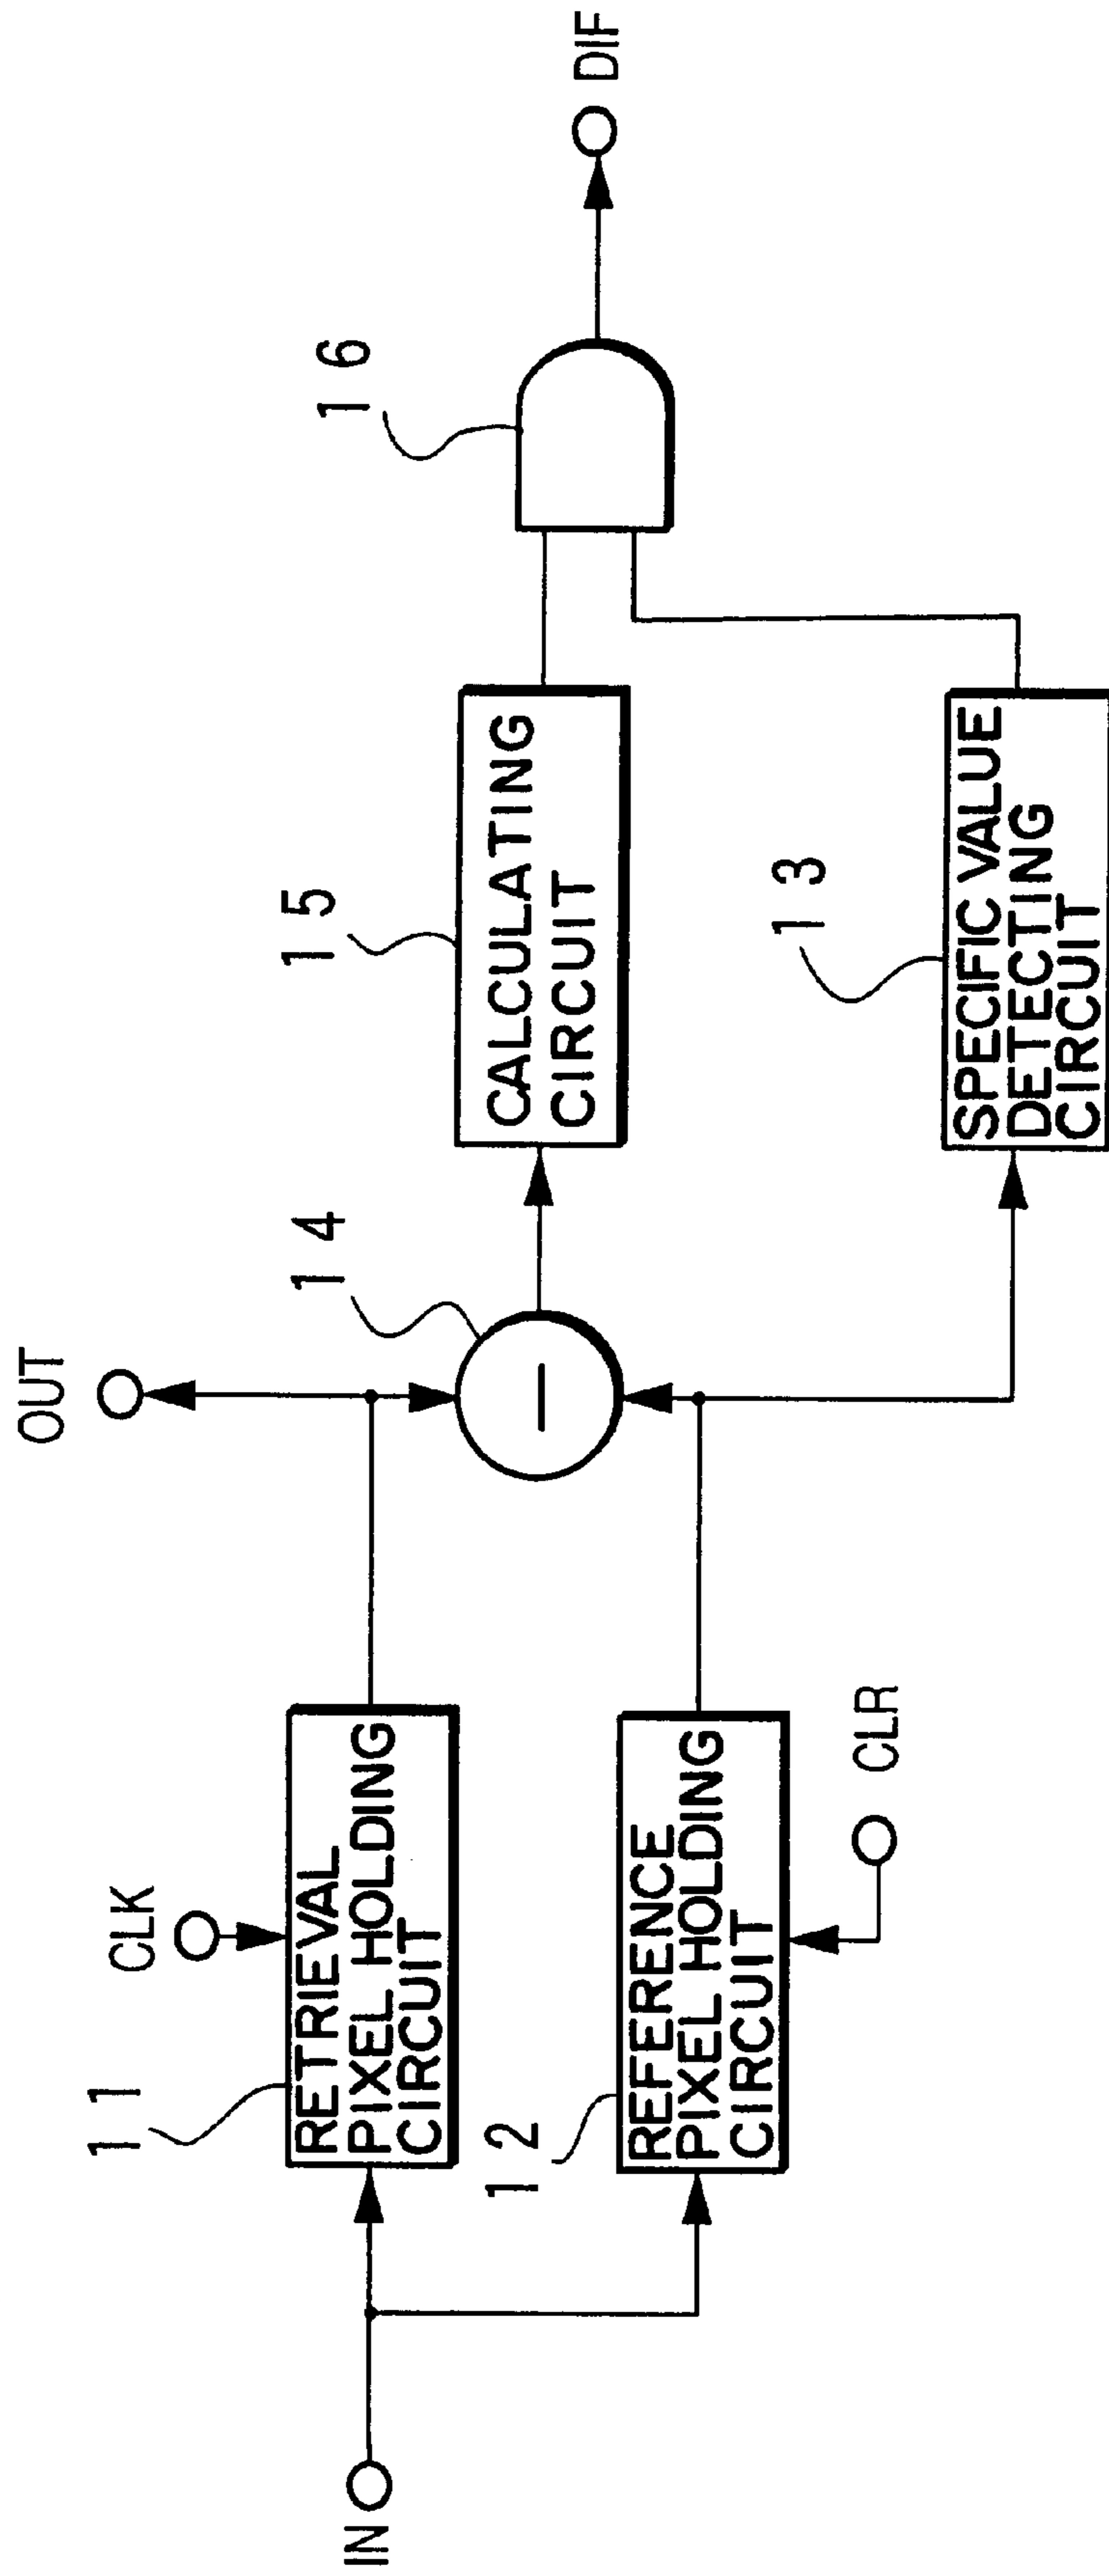 IN
11
CLK
RETRIEVAL
PIXEL HOLDING
CIRCUIT
12
REFERENCE
PIXEL HOLDING
CIRCUIT
CLR
OUT
14
−
15
CALCULATING
CIRCUIT
13
SPECIFIC VALUE
DETECTING
CIRCUIT
16
DIF